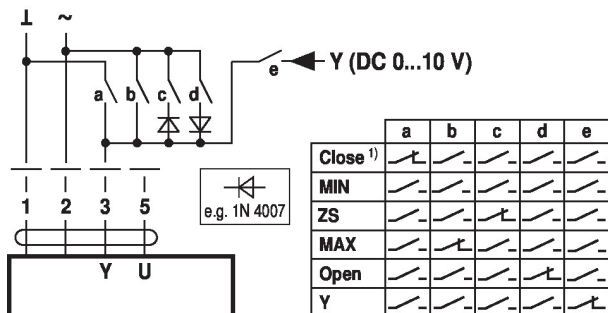 ⊥ ~
a b c d e Y (DC 0...10 V)
1 2 3 5
Y U
e.g. 1N 4007
a b c d e
Close 1)
MIN
ZS
MAX
Open
Y